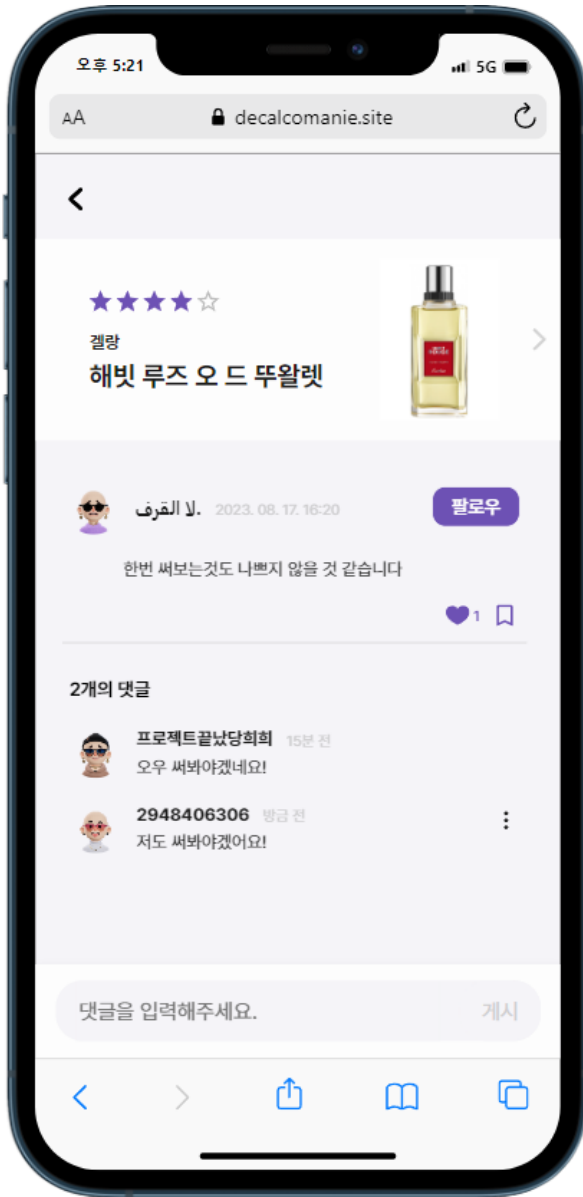 오후 5:21
5G
AA decalcomanie.site
겔랑
해빗 루즈 오 드 뚜왈렛
لا القرف. 2023. 08. 17. 16:20 팔로우
한번 써보는것도 나쁘지 않을 것 같습니다
1
2개의 댓글
프로젝트끝났당희희 15분 전
오우 써봐야겠네요!
2948406306 방금 전
저도 써봐야겠어요!
댓글을 입력해주세요. 게시